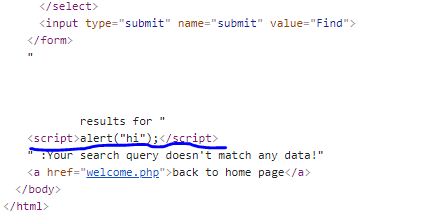 </select>
<input type="submit" name="submit" value="Find">
</form>
"
results for "
<script>alert("hi");</script>
" :Your search query doesn't match any data!"
<a href="welcome.php">back to home page</a>
</body>
</html>